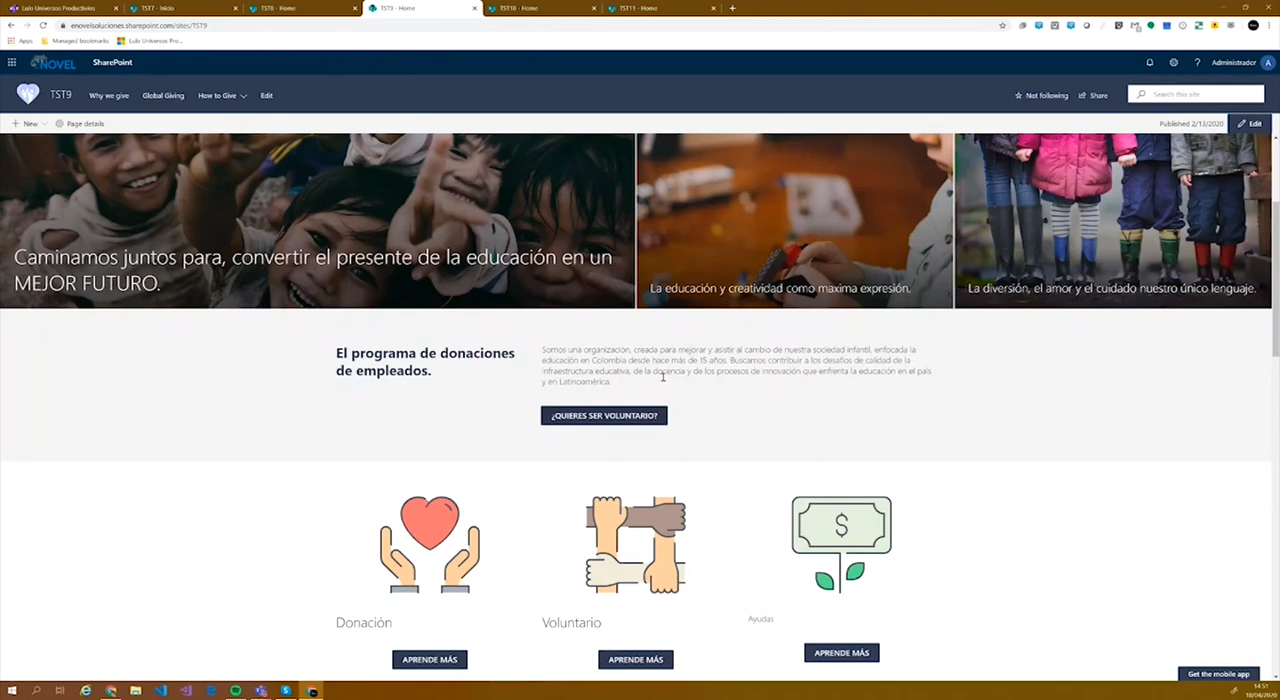 Lulo Universos Productivos
TST7 - Inicio
TST8 - Home
TST9 - Home
TST10 - Home
TST11 - Home
enovelsoluciones.sharepoint.com/sites/TST9
Apps
Managed bookmarks
Lulo Universos Pro...
NOVEL
SharePoint
?
Administrador
A
TST9
Why we give
Global Giving
How to Give
Edit
Not following
Share
Search this site
+ New
Page details
Published 2/13/2020
Edit
Caminamos juntos para, convertir el presente de la educación en un
MEJOR FUTURO.
La educación y creatividad como maxima expresión.
La diversión, el amor y el cuidado nuestro único lenguaje.
El programa de donaciones
de empleados.
Somos una organización, creada para mejorar y asistir al cambio de nuestra sociedad infantil, enfocada la
educación en Colombia desde hace más de 15 años. Buscamos contribuir a los desafíos de calidad de la
infraestructura educativa, de la docencia y de los procesos de innovación que enfrenta la educación en el país
y en Latinoamérica.
¿QUIERES SER VOLUNTARIO?
$
Donación
Voluntario
Ayudas
APRENDE MÁS
APRENDE MÁS
APRENDE MÁS
Get the mobile app
14:51
18/04/2020